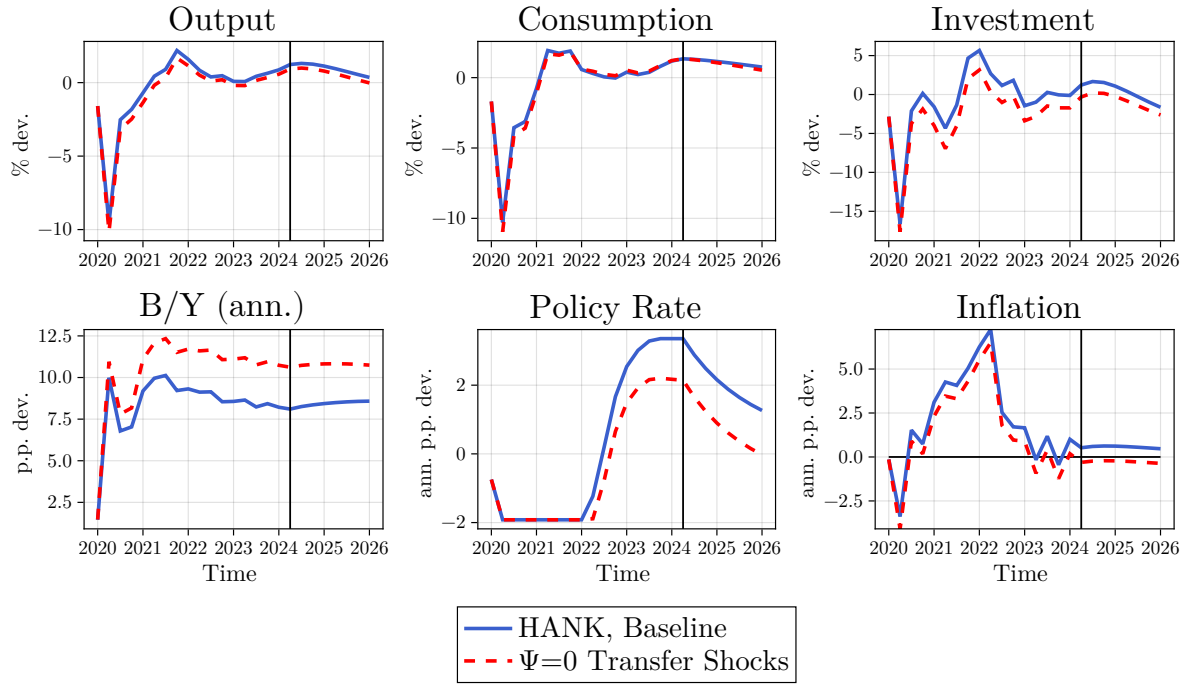 Output
% dev.
0
−5
−10
2020 2021 2022 2023 2024 2025 2026
Consumption
% dev.
0
−5
−10
2020 2021 2022 2023 2024 2025 2026
Investment
% dev.
5
0
−5
−10
−15
2020 2021 2022 2023 2024 2025 2026
B/Y (ann.)
p.p. dev.
12.5
10.0
7.5
5.0
2.5
2020 2021 2022 2023 2024 2025 2026
Time
Policy Rate
ann. p.p. dev.
2
0
−2
2020 2021 2022 2023 2024 2025 2026
Time
Inflation
ann. p.p. dev.
5.0
2.5
0.0
−2.5
2020 2021 2022 2023 2024 2025 2026
Time
HANK, Baseline
Ψ=0 Transfer Shocks